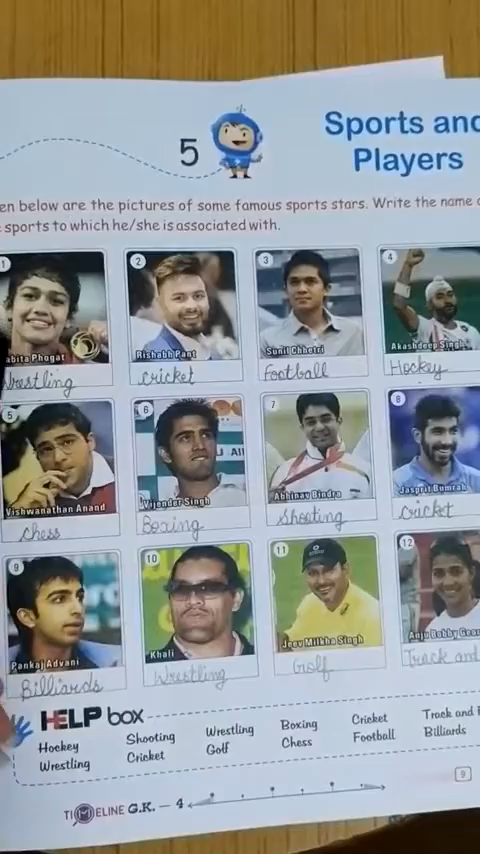 5
Sports and
Players
en below are the pictures of some famous sports stars. Write the name o
sports to which he/she is associated with.
1
2
3
4
abita Phogat
Rishabh Pant
Sunil Chhetri
Akashdeep Singh
Wrestling
Cricket
Football
Hockey
5
6
7
8
Vishwanathan Anand
Vijender Singh
Abhinav Bindra
Jasprit Bumrah
Chess
Boxing
Shooting
Cricket
9
10
11
12
Pankaj Advani
Khali
Jeev Milkha Singh
Anju Bobby Geor
Billiards
Wrestling
Golf
Track and
HELP box
Hockey Shooting Wrestling Boxing Cricket Track and F
Wrestling Cricket Golf Chess Football Billiards
9
TIMELINE G.K. – 4